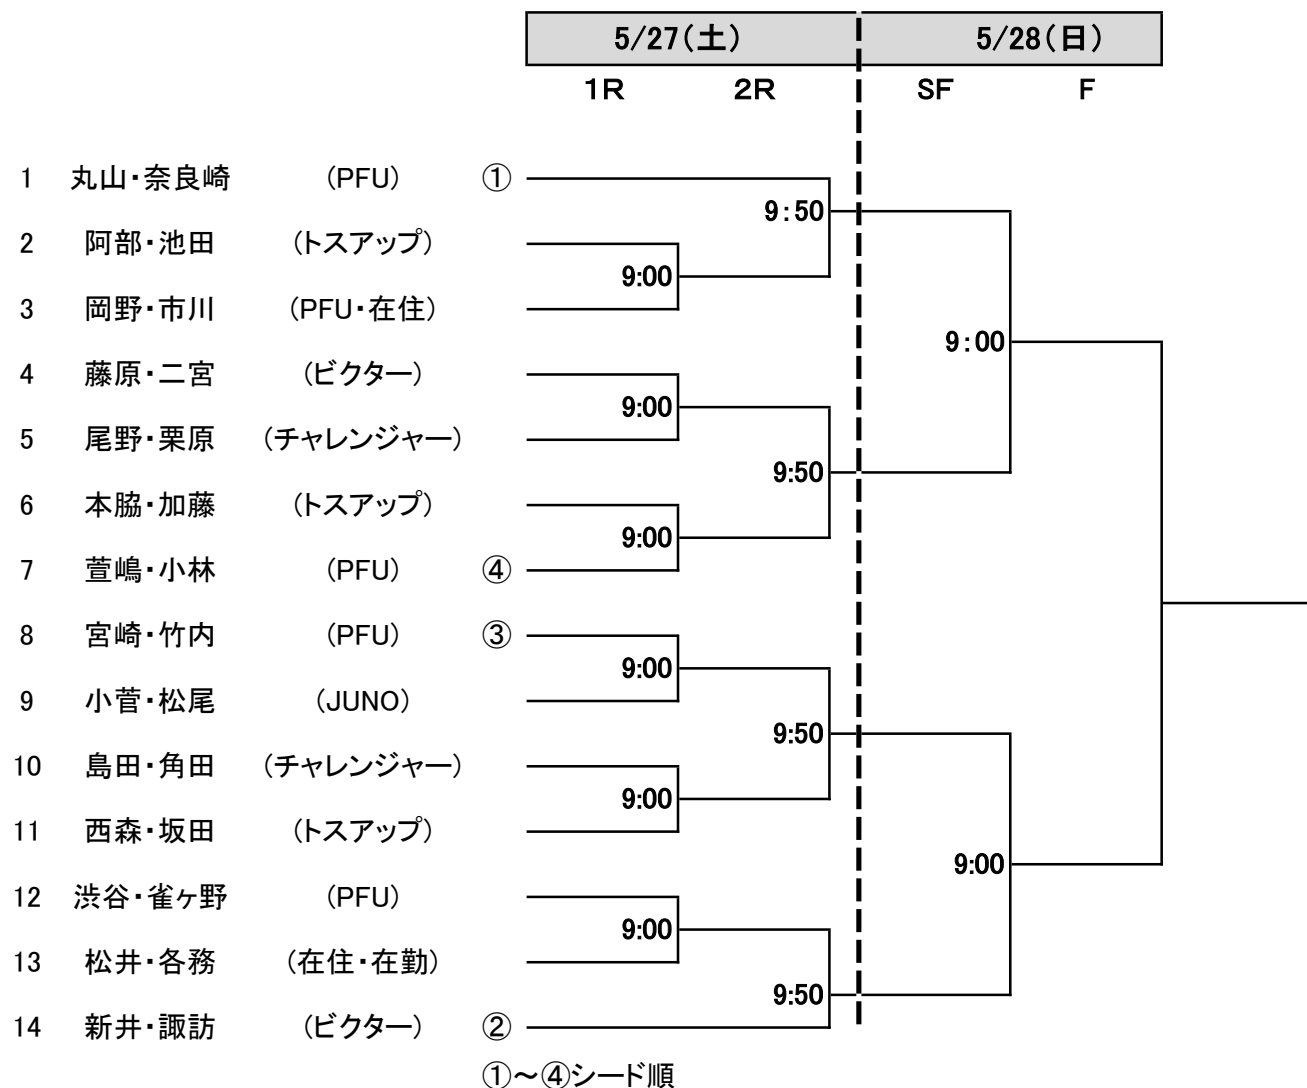 5/27(土) 5/28(日)
1R 2R SF F
1 丸山・奈良崎 (PFU) ①
9:50
2 阿部・池田 (トスアップ)
9:00
3 岡野・市川 (PFU・在住)
9:00
4 藤原・二宮 (ビクター)
9:00
5 尾野・栗原 (チャレンジャー)
9:50
6 本脇・加藤 (トスアップ)
9:00
7 萱嶋・小林 (PFU) ④
8 宮崎・竹内 (PFU) ③
9:00
9 小菅・松尾 (JUNO)
9:50
10 島田・角田 (チャレンジャー)
9:00
11 西森・坂田 (トスアップ)
9:00
12 渋谷・雀ヶ野 (PFU)
9:00
13 松井・各務 (在住・在勤)
9:50
14 新井・諏訪 (ビクター) ②
①～④シード順